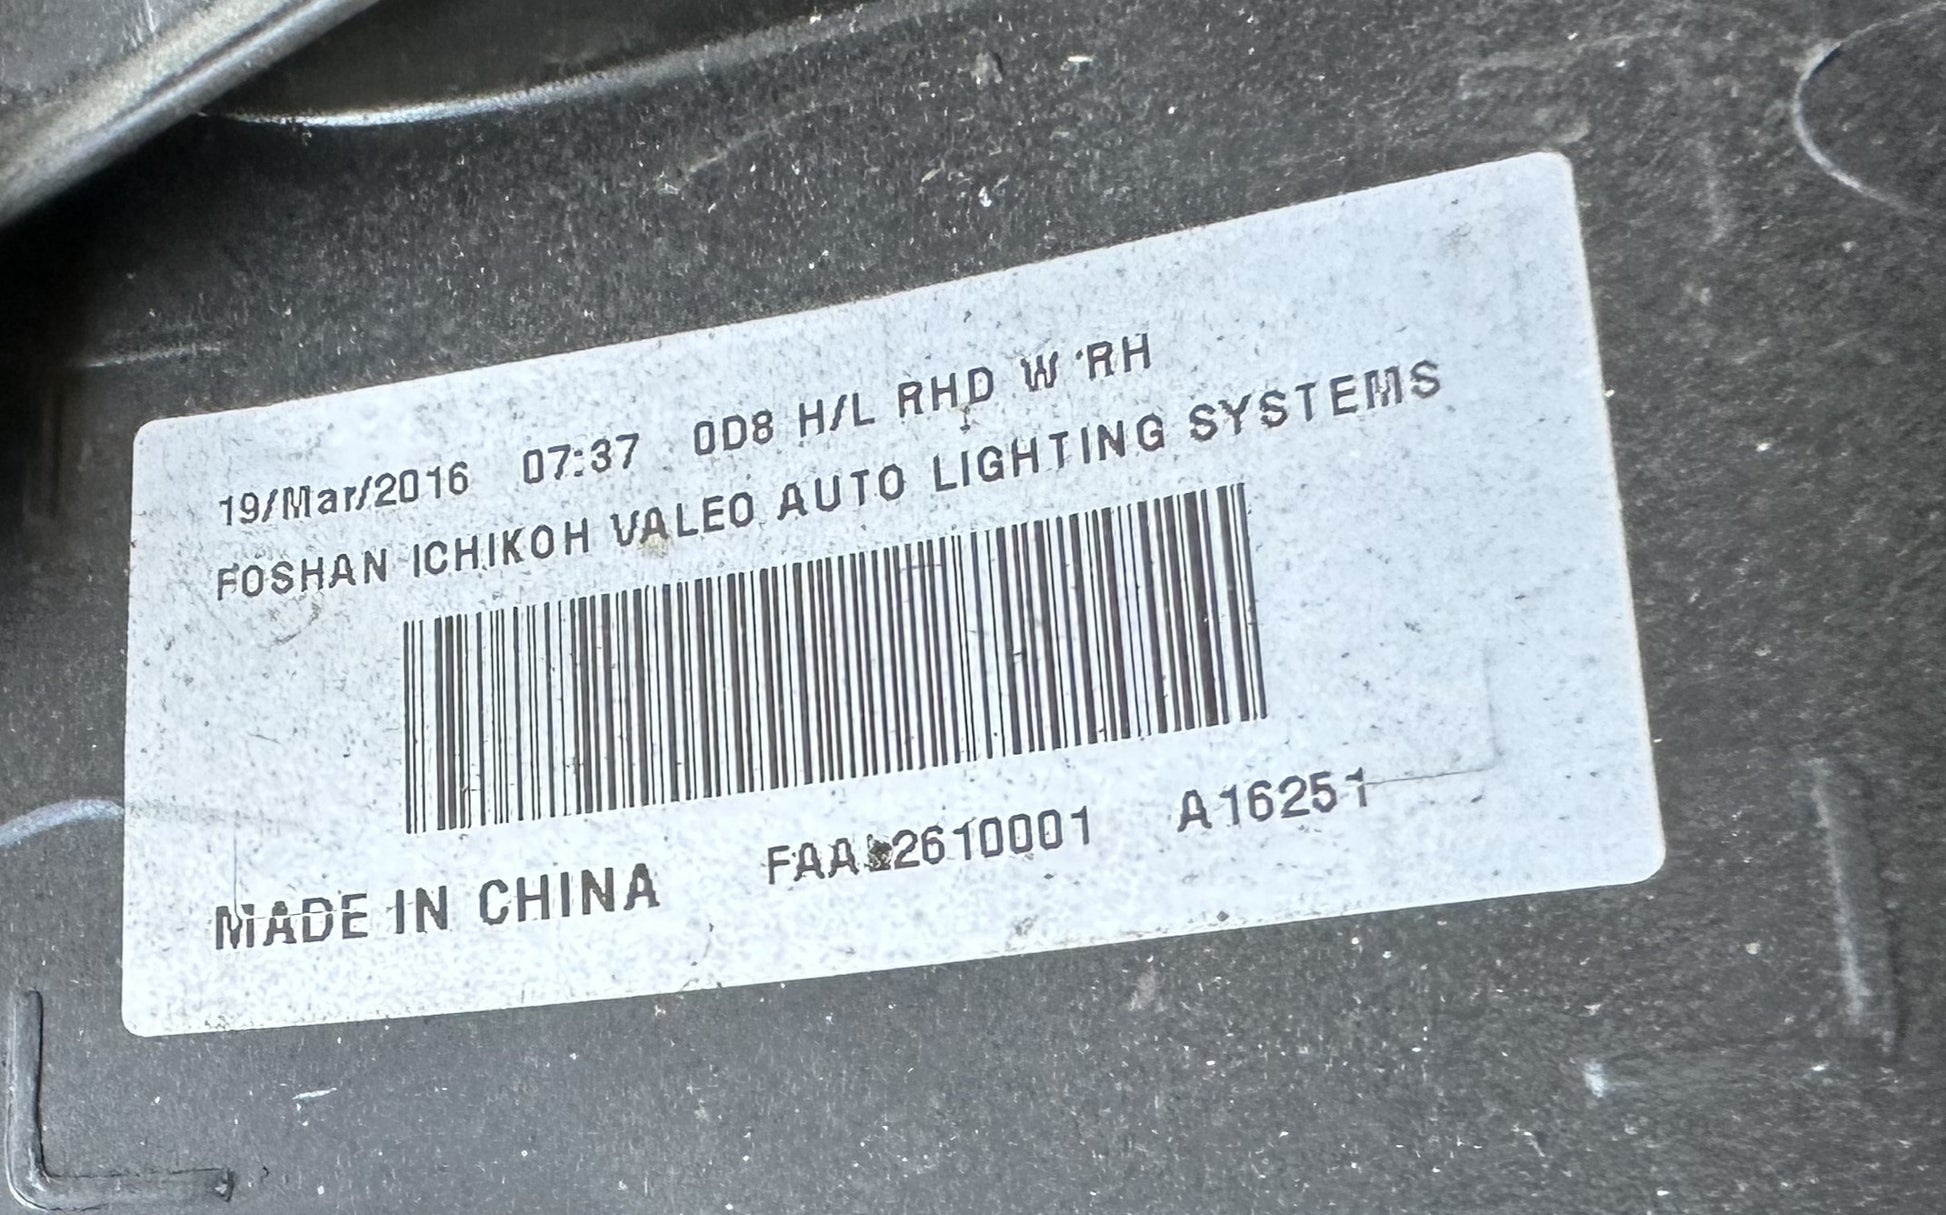 19/Mar/2016 07:37 0D8 H/L RHD W RH
FOSHAN ICHIKOH VALEO AUTO LIGHTING SYSTEMS
MADE IN CHINA A16251